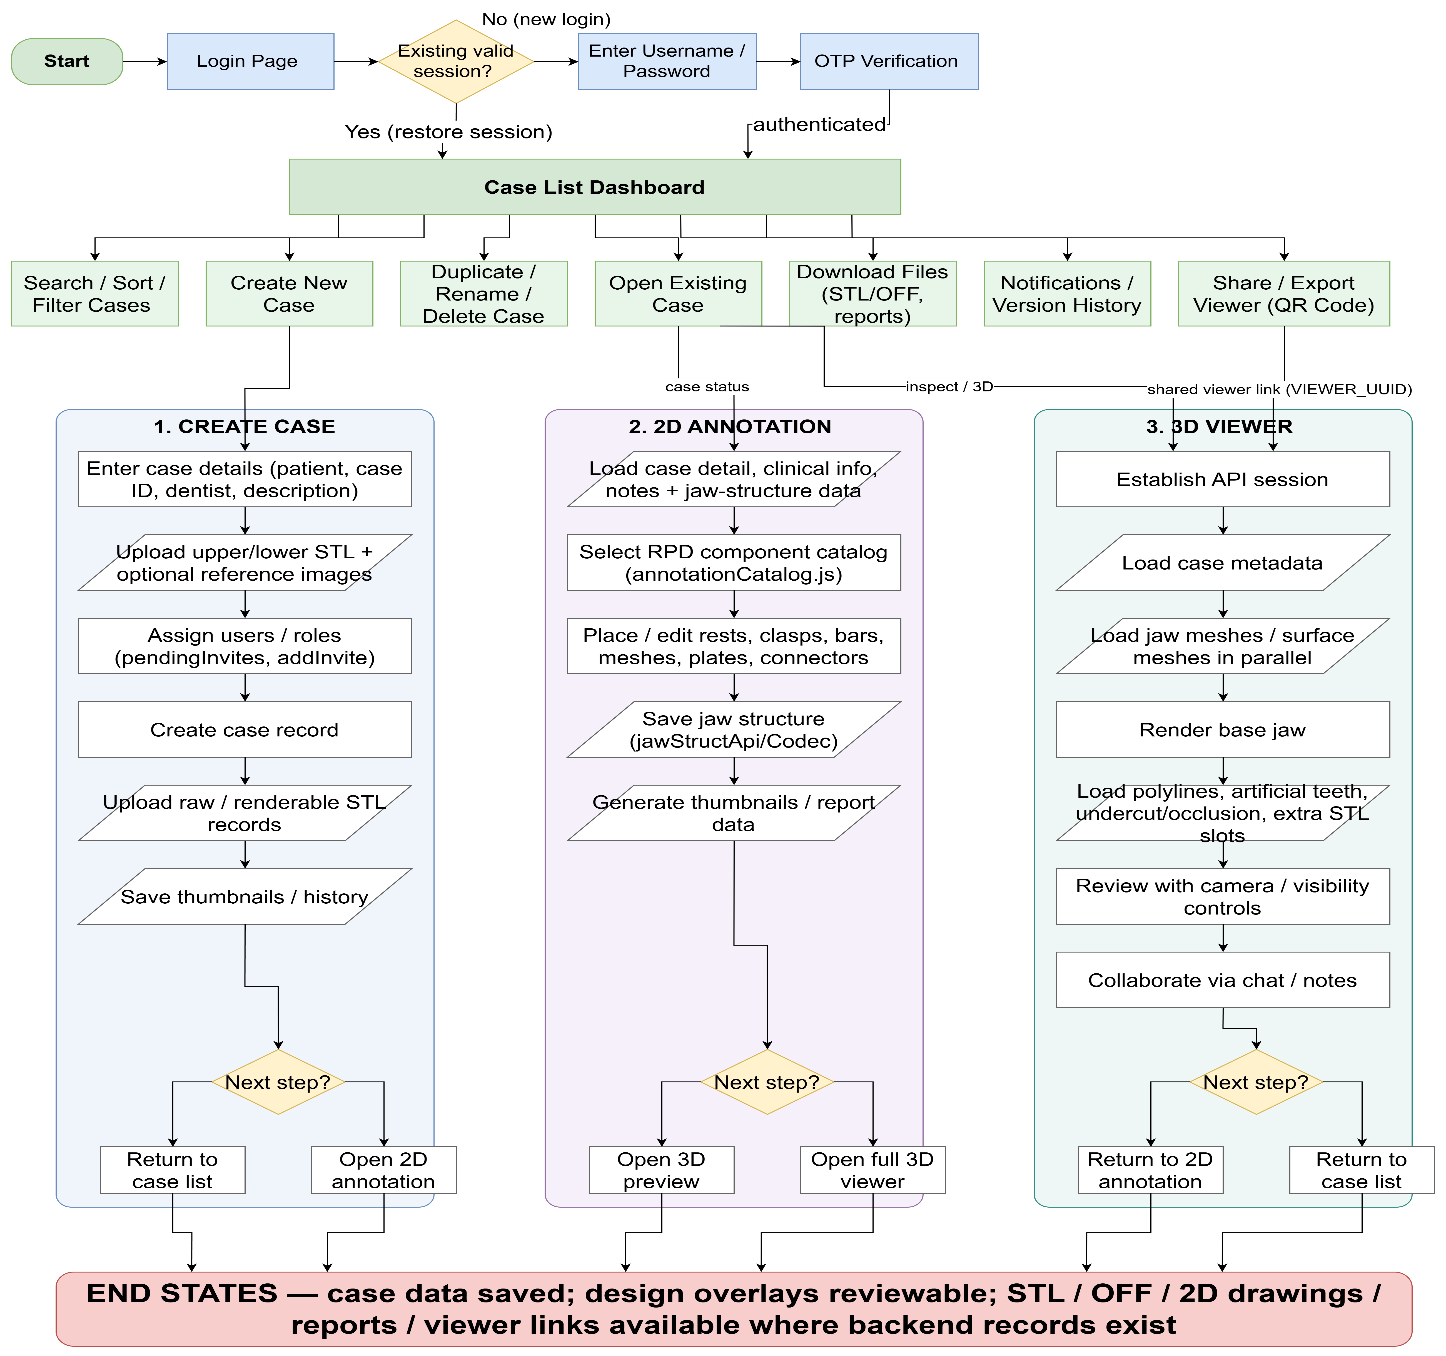 No (new login)
Start
Login Page
Existing valid
session?
Enter Username /
Password
OTP Verification
Yes (restore session)
authenticated
Case List Dashboard
Search / Sort /
Filter Cases
Create New
Case
Duplicate /
Rename /
Delete Case
Open Existing
Case
Download Files
(STL/OFF,
reports)
Notifications /
Version History
Share / Export
Viewer (QR Code)
case status
inspect / 3D
shared viewer link (VIEWER_UUID)
1. CREATE CASE
Enter case details (patient, case
ID, dentist, description)
Upload upper/lower STL +
optional reference images
Assign users / roles
(pendingInvites, addInvite)
Create case record
Upload raw / renderable STL
records
Save thumbnails / history
Next step?
Return to
case list
Open 2D
annotation
2. 2D ANNOTATION
Load case detail, clinical info,
notes + jaw-structure data
Select RPD component catalog
(annotationCatalog.js)
Place / edit rests, clasps, bars,
meshes, plates, connectors
Save jaw structure
(jawStructApi/Codec)
Generate thumbnails / report
data
Next step?
Open 3D
preview
Open full 3D
viewer
3. 3D VIEWER
Establish API session
Load case metadata
Load jaw meshes / surface
meshes in parallel
Render base jaw
Load polylines, artificial teeth,
undercut/occlusion, extra STL
slots
Review with camera / visibility
controls
Collaborate via chat / notes
Next step?
Return to 2D
annotation
Return to
case list
END STATES — case data saved; design overlays reviewable; STL / OFF / 2D drawings /
reports / viewer links available where backend records exist